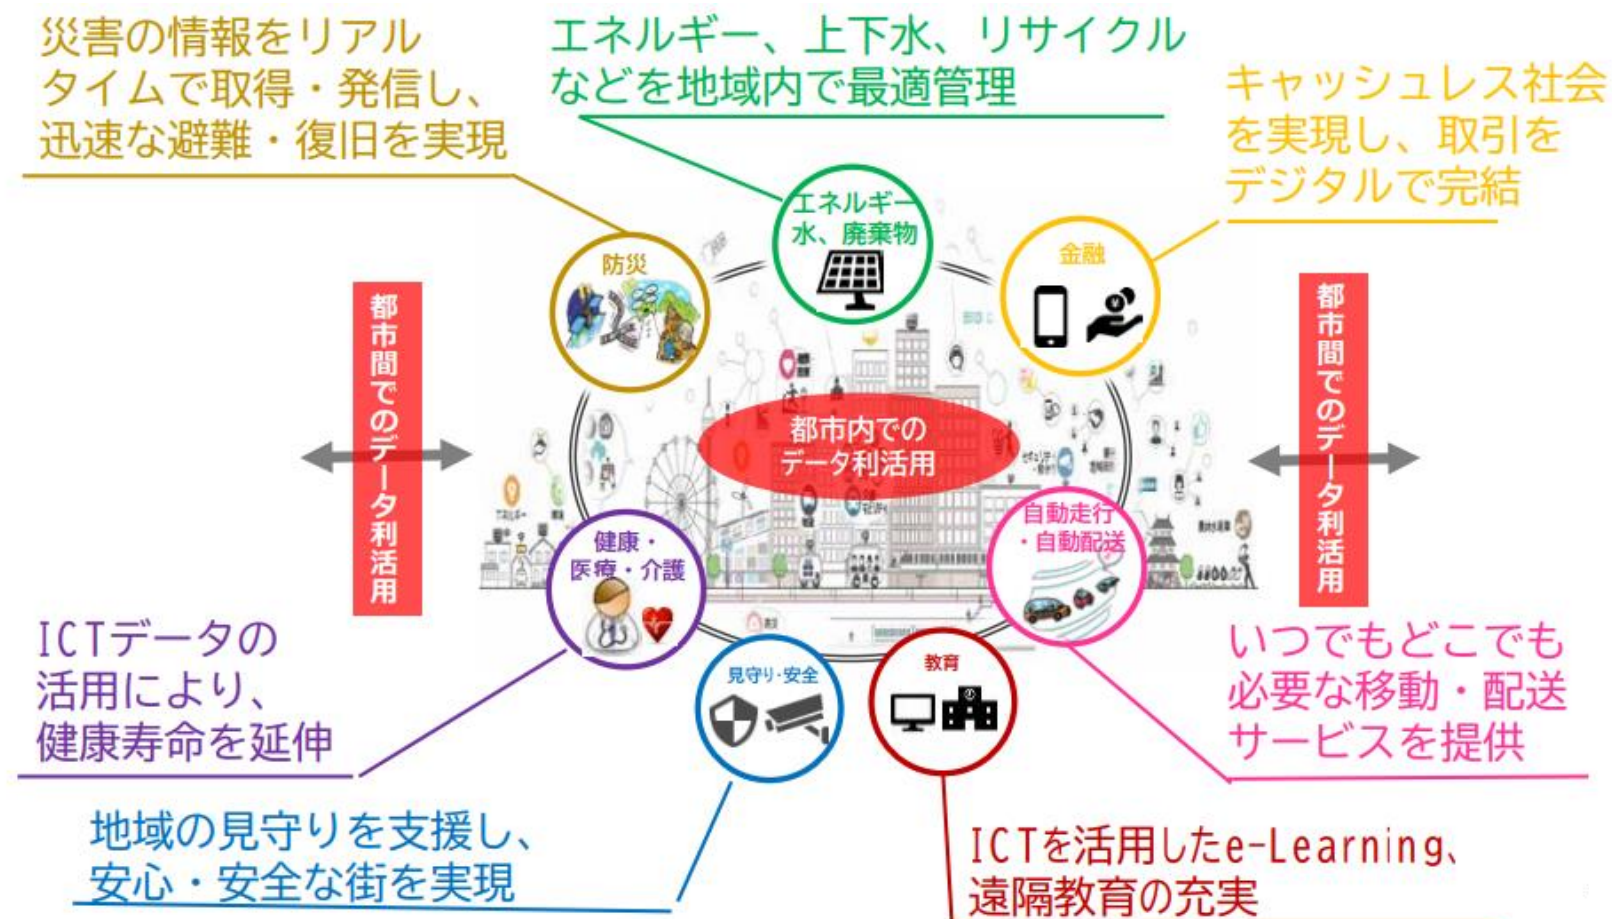 災害の情報をリアル
タイムで取得・発信し、
迅速な避難・復旧を実現
エネルギー、上下水、リサイクル
などを地域内で最適管理
キャッシュレス社会
を実現し、取引を
デジタルで完結
エネルギー
水、廃棄物
防災
金融
都市間でのデータ利活用
都市内での
データ利活用
都市間でのデータ利活用
健康・
医療・介護
自動走行
・自動配送
見守り・安全
教育
ICTデータの
活用により、
健康寿命を延伸
いつでもどこでも
必要な移動・配送
サービスを提供
地域の見守りを支援し、
安心・安全な街を実現
ICTを活用したe-Learning、
遠隔教育の充実